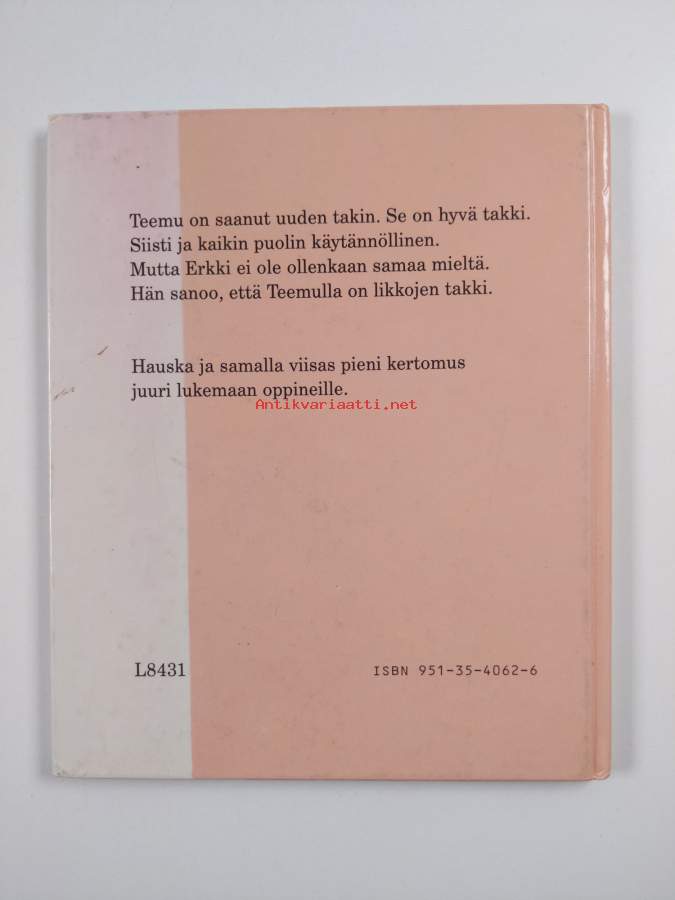 Teemu on saanut uuden takin. Se on hyvä takki.
Siisti ja kaikin puolin käytännöllinen.
Mutta Erkki ei ole ollenkaan samaa mieltä.
Hän sanoo, että Teemulla on likkojen takki.
Hauska ja samalla viisas pieni kertomus
juuri lukemaan oppineille.
Antikvariaatti.net
L8431
ISBN 951-35-4062-6